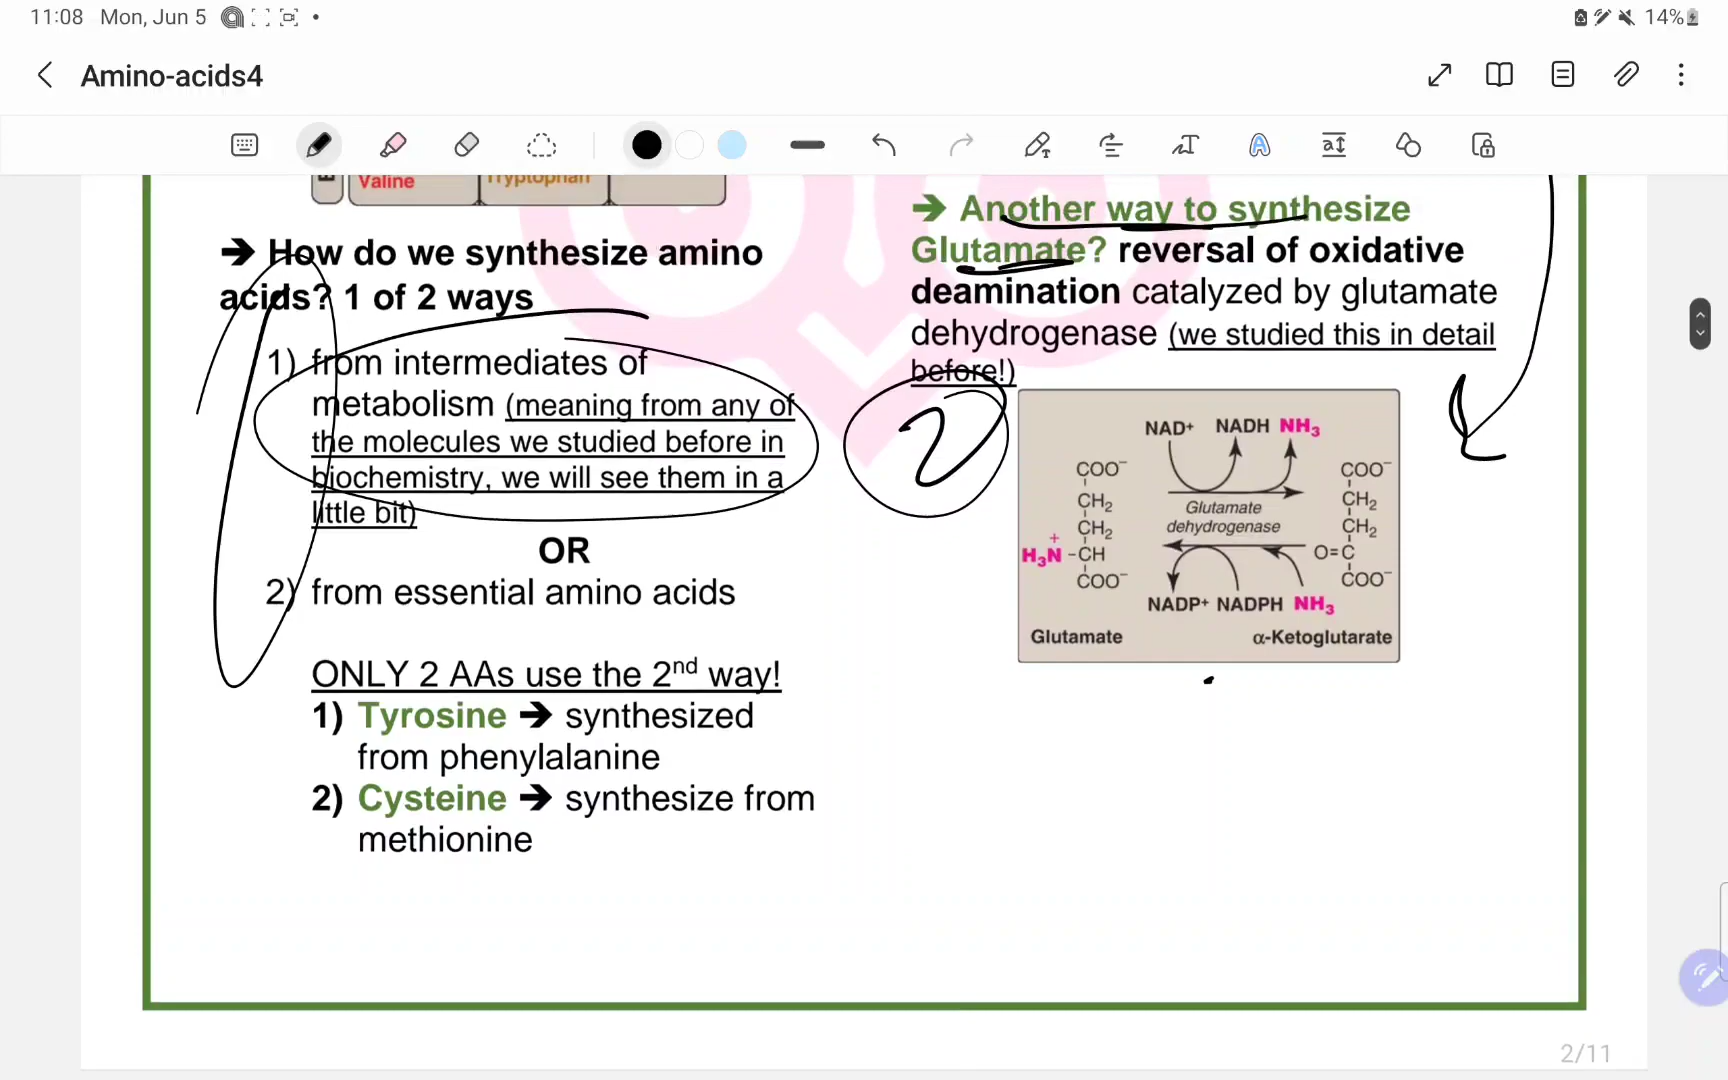 11:08 Mon, Jun 5
14%
Amino-acids4
Valine
Tryptophan
➔ How do we synthesize amino
acids? 1 of 2 ways
1) from intermediates of
metabolism (meaning from any of
the molecules we studied before in
biochemistry, we will see them in a
little bit)
OR
2) from essential amino acids
ONLY 2 AAs use the 2nd way!
1) Tyrosine ➔ synthesized
from phenylalanine
2) Cysteine ➔ synthesize from
methionine
➔ Another way to synthesize
Glutamate? reversal of oxidative
deamination catalyzed by glutamate
dehydrogenase (we studied this in detail
before!)
2
NAD+ NADH NH3
COO⁻
CH2
CH2
H3N+ -CH
COO⁻
Glutamate
dehydrogenase
COO⁻
CH2
CH2
O=C
COO⁻
NADP+ NADPH NH3
Glutamate
α-Ketoglutarate
2/11